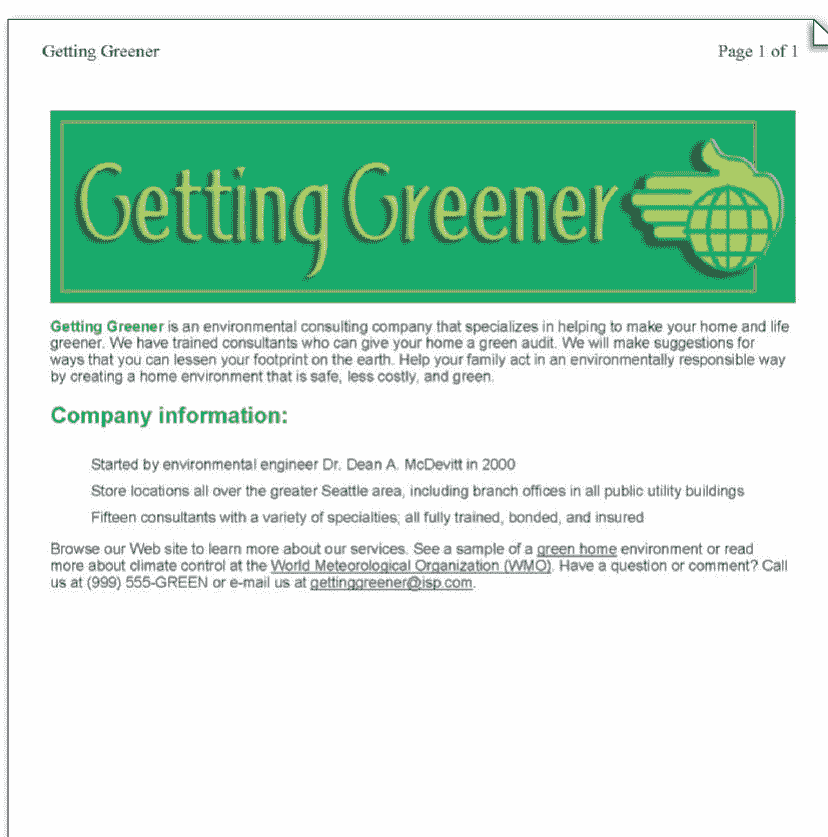 Getting Greener Page 1 of 1
Getting Greener
Getting Greener is an environmental consulting company that specializes in helping to make your home and life
greener. We have trained consultants who can give your home a green audit. We will make suggestions for
ways that you can lessen your footprint on the earth. Help your family act in an environmentally responsible way
by creating a home environment that is safe, less costly, and green.
Company information:
Started by environmental engineer Dr. Dean A. McDevitt in 2000
Store locations all over the greater Seattle area, including branch offices in all public utility buildings
Fifteen consultants with a variety of specialties; all fully trained, bonded, and insured
Browse our Web site to learn more about our services. See a sample of a green home environment or read
more about climate control at the World Meteorological Organization (WMO). Have a question or comment? Call
us at (999) 555-GREEN or e-mail us at gettinggreener@isp.com.